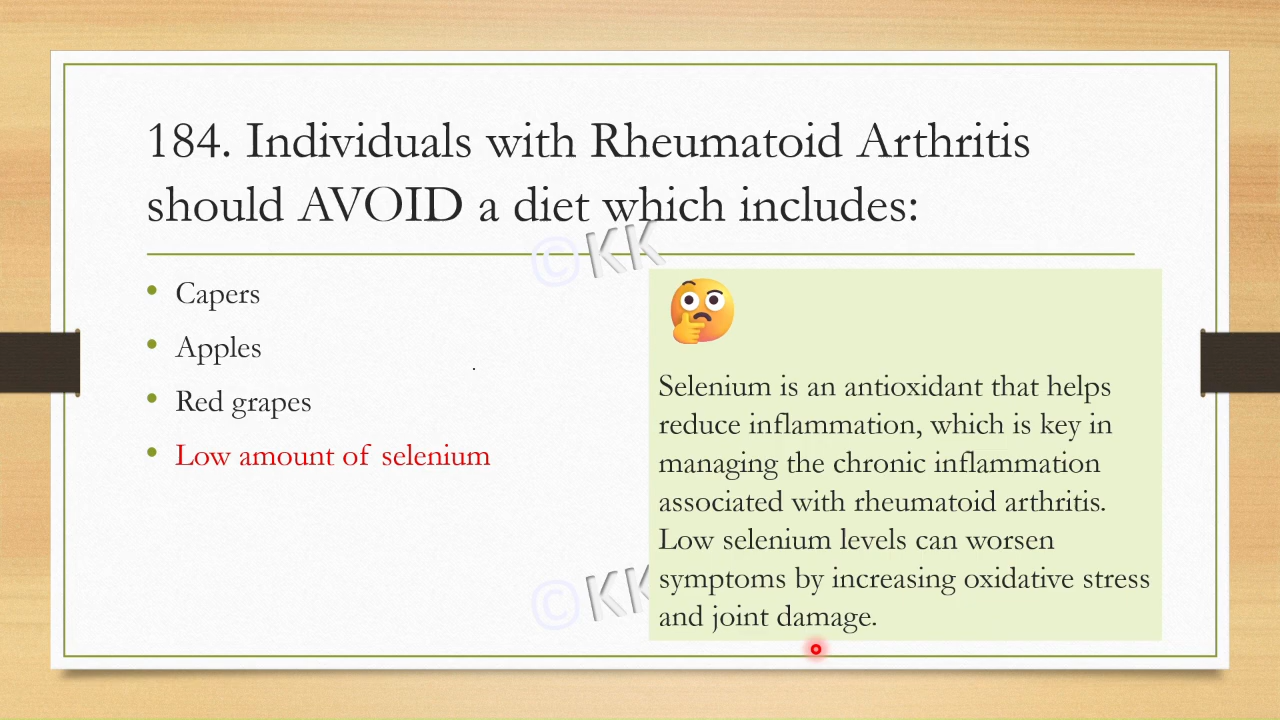 184. Individuals with Rheumatoid Arthritis
should AVOID a diet which includes:
©KK
• Capers
• Apples
• Red grapes
• Low amount of selenium
Selenium is an antioxidant that helps
reduce inflammation, which is key in
managing the chronic inflammation
associated with rheumatoid arthritis.
Low selenium levels can worsen
symptoms by increasing oxidative stress
and joint damage.
©KK